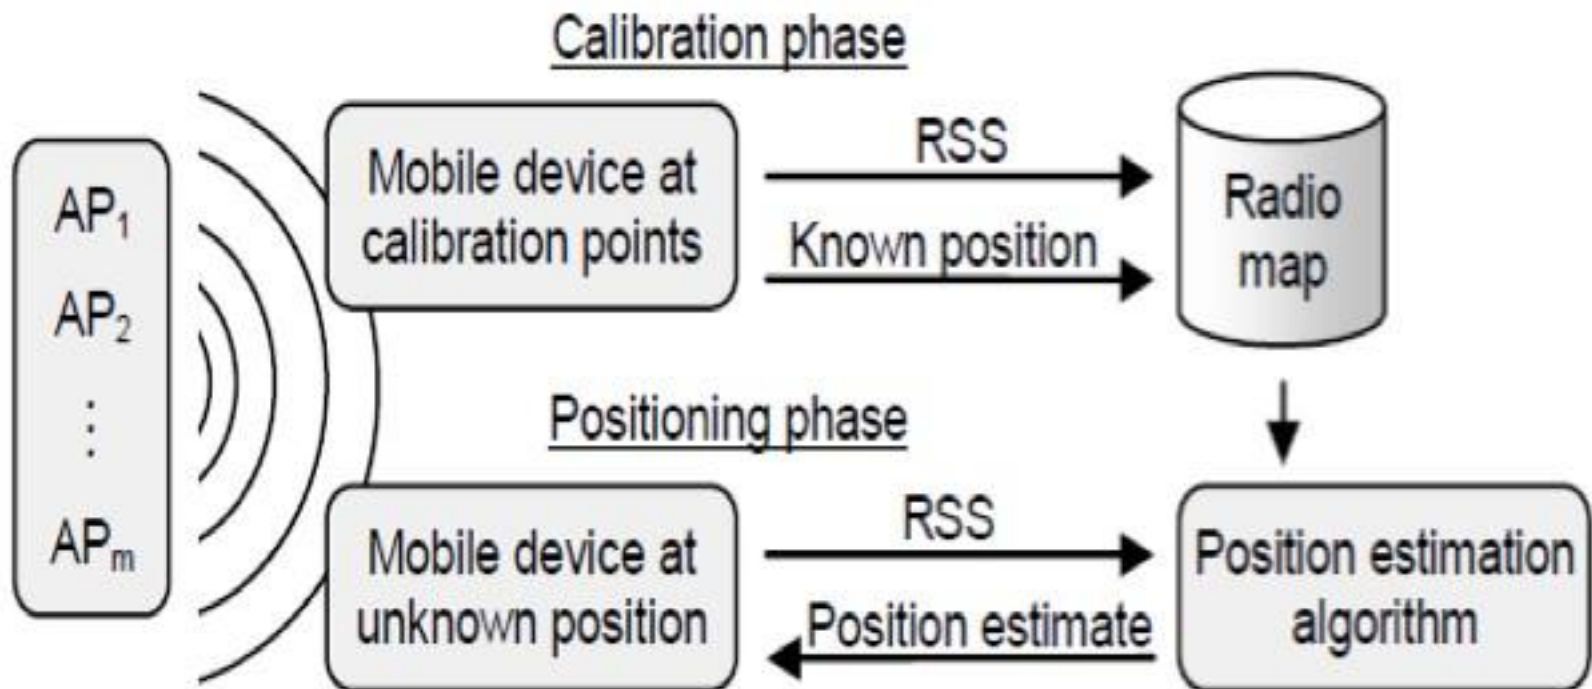 Calibration phase
AP₁
AP₂
⋮
APₘ
Mobile device at
calibration points
RSS
Known position
Radio
map
Positioning phase
Mobile device at
unknown position
RSS
Position estimate
Position estimation
algorithm